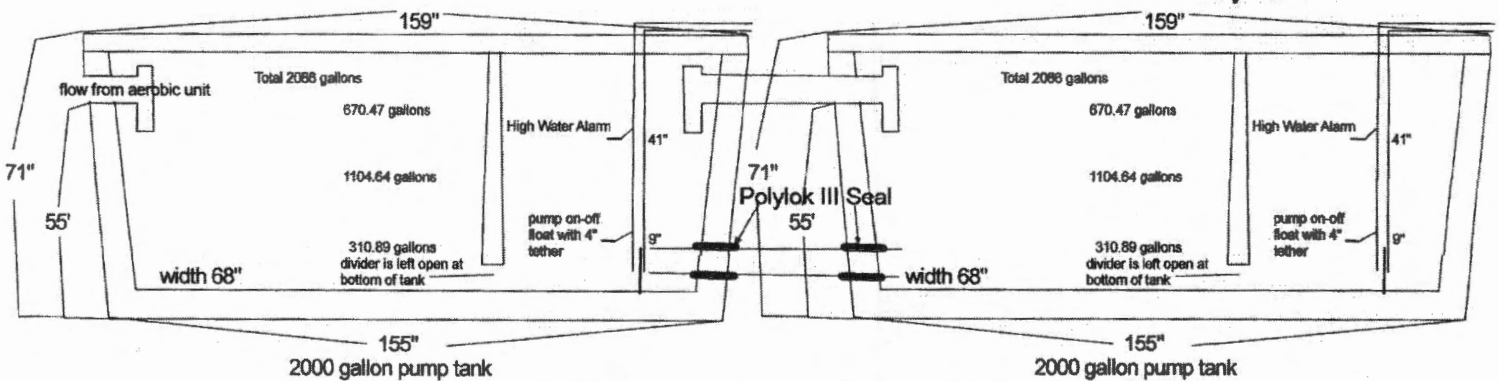 159"
159"
Total 2086 gallons
Total 2086 gallons
flow from aerobic unit
670.47 gallons
670.47 gallons
High Water Alarm
High Water Alarm
41"
41"
71"
1104.64 gallons
71"
1104.64 gallons
Polylok III Seal
55'
55'
pump on-off
float with 4"
tether
pump on-off
float with 4"
tether
9"
9"
310.89 gallons
divider is left open at
bottom of tank
310.89 gallons
divider is left open at
bottom of tank
width 68"
width 68"
155"
155"
2000 gallon pump tank
2000 gallon pump tank